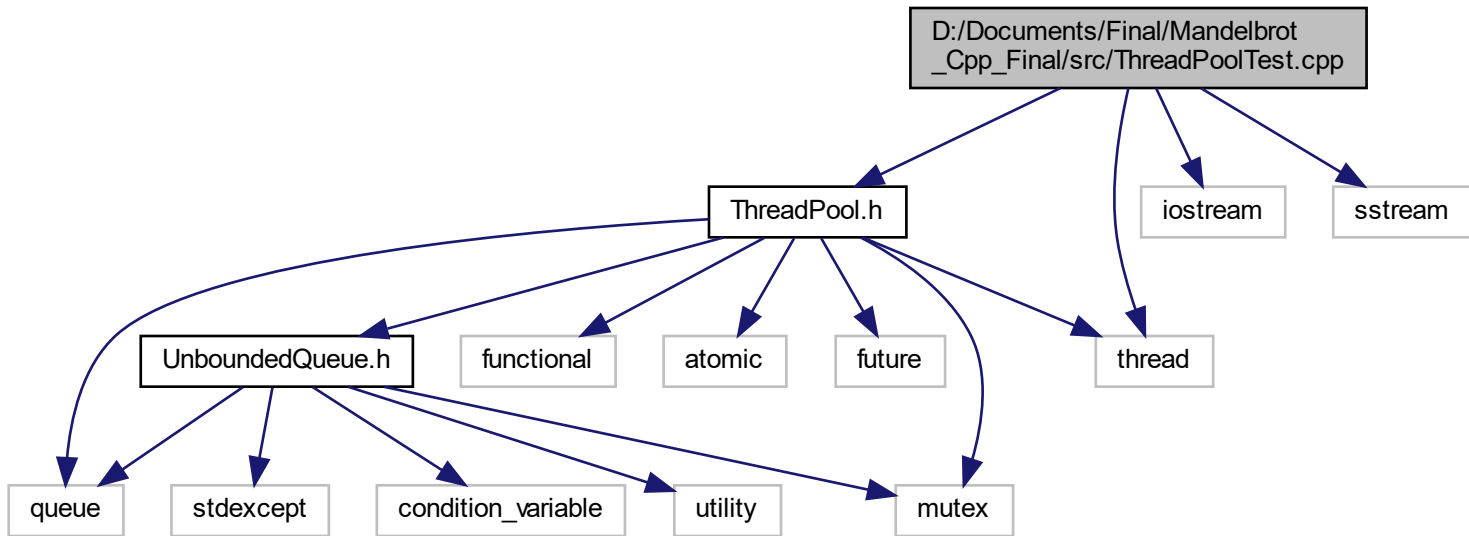 D:/Documents/Final/Mandelbrot
_Cpp_Final/src/ThreadPoolTest.cpp
ThreadPool.h
iostream
sstream
UnboundedQueue.h
functional
atomic
future
thread
queue
stdexcept
condition_variable
utility
mutex